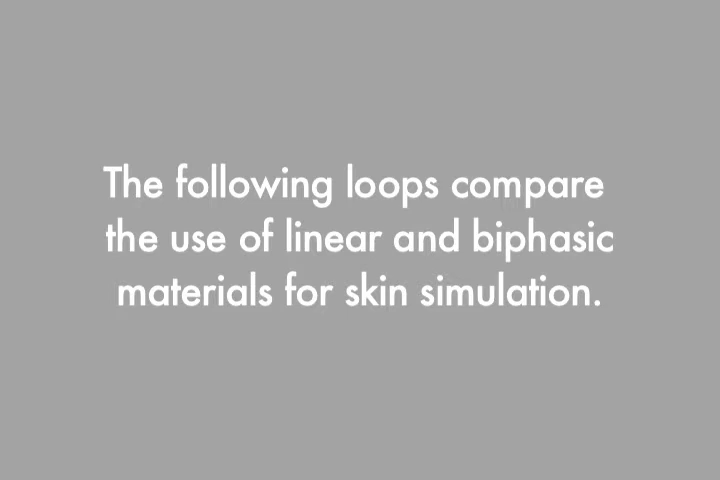 The following loops compare
the use of linear and biphasic
materials for skin simulation.